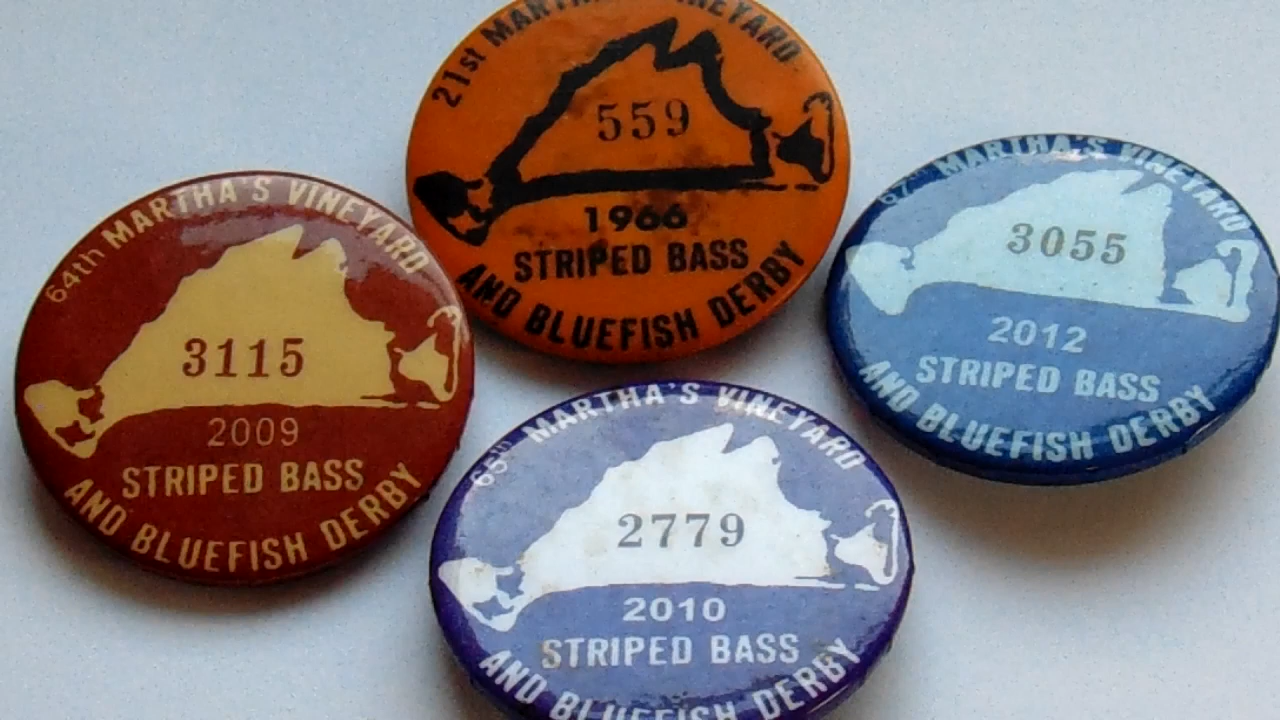 21st MARTHA'S VINEYARD
559
1966
STRIPED BASS
AND BLUEFISH DERBY
64th MARTHA'S VINEYARD
3115
2009
STRIPED BASS
AND BLUEFISH DERBY
67th MARTHA'S VINEYARD
3055
2012
STRIPED BASS
AND BLUEFISH DERBY
65th MARTHA'S VINEYARD
2779
2010
STRIPED BASS
AND BLUEFISH DERBY